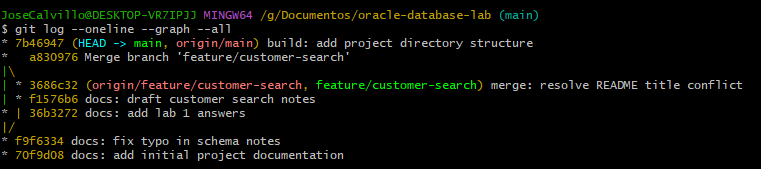 JoseCalvillo@DESKTOP-VR7IPJJ MINGW64 /g/Documentos/oracle-database-lab (main)
$ git log --oneline --graph --all
* 7b46947 (HEAD -> main, origin/main) build: add project directory structure
*   a830976 Merge branch 'feature/customer-search'
|\
| * 3686c32 (origin/feature/customer-search, feature/customer-search) merge: resolve README title conflict
| * f1576b6 docs: draft customer search notes
* | 36b3272 docs: add lab 1 answers
|/
* f9f6334 docs: fix typo in schema notes
* 70f9d08 docs: add initial project documentation